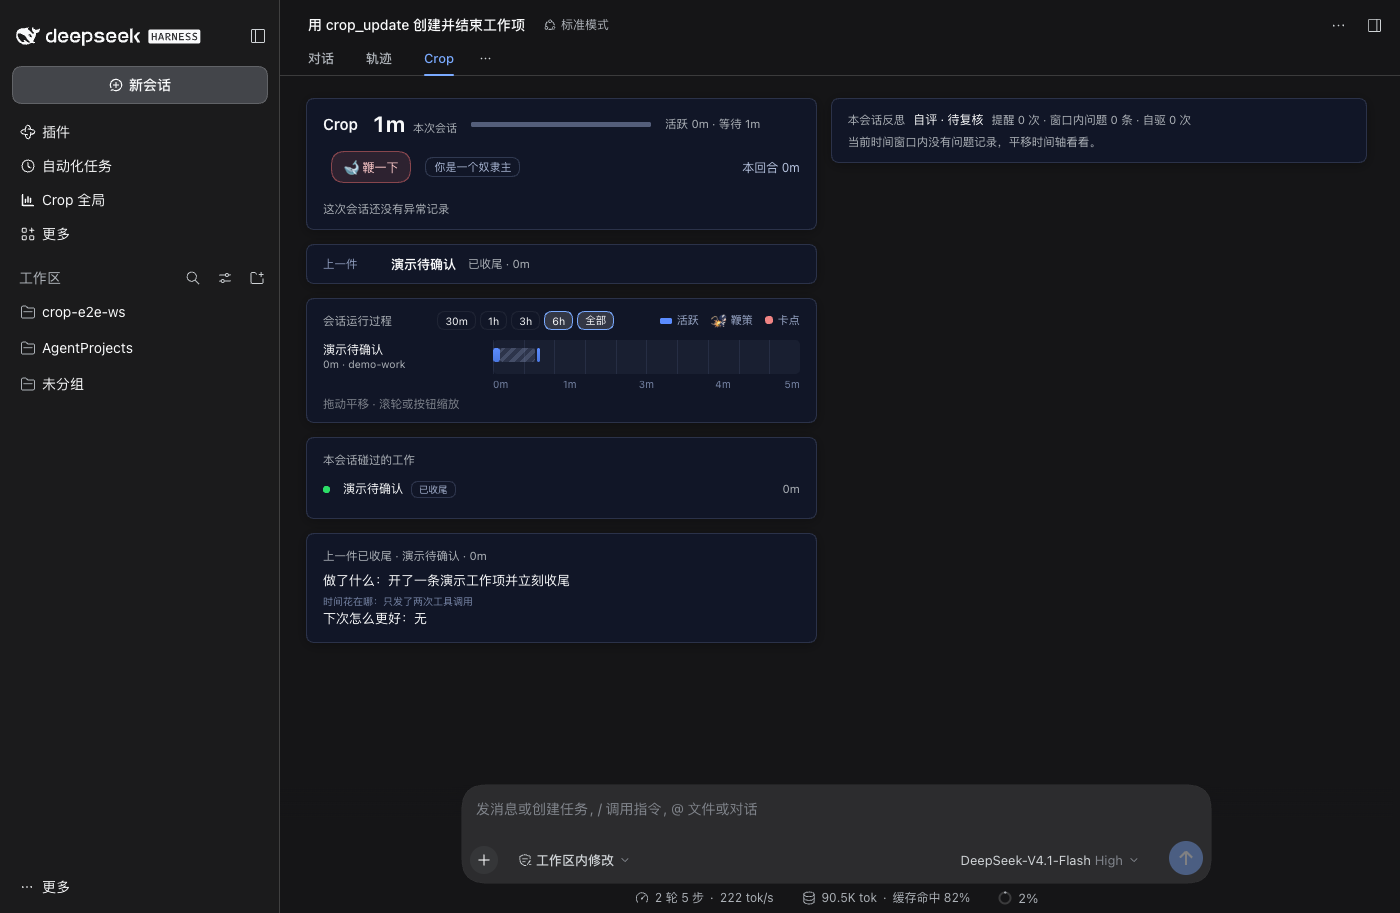 deepseek HARNESS
新会话
插件
自动化任务
Crop 全局
更多
工作区
crop-e2e-ws
AgentProjects
未分组
更多
用 crop_update 创建并结束工作项 标准模式
对话 轨迹 Crop
Crop 1m 本次会话 活跃 0m · 等待 1m
鞭一下 你是一个奴隶主 本回合 0m
这次会话还没有异常记录
上一件 演示待确认 已收尾 · 0m
会话运行过程 30m 1h 3h 6h 全部 活跃 鞭策 卡点
演示待确认
0m · demo-work
0m 1m 3m 4m 5m
拖动平移 · 滚轮或按钮缩放
本会话碰过的工作
演示待确认 已收尾 0m
上一件已收尾 · 演示待确认 · 0m
做了什么：开了一条演示工作项并立刻收尾
时间花在哪：只发了两次工具调用
下次怎么更好：无
本会话反思 自评 · 待复核 提醒 0 次 · 窗口内问题 0 条 · 自驱 0 次
当前时间窗口内没有问题记录，平移时间轴看看。
发消息或创建任务, / 调用指令, @ 文件或对话
工作区内修改 DeepSeek-V4.1-Flash High
2 轮 5 步 · 222 tok/s 90.5K tok · 缓存命中 82% 2%